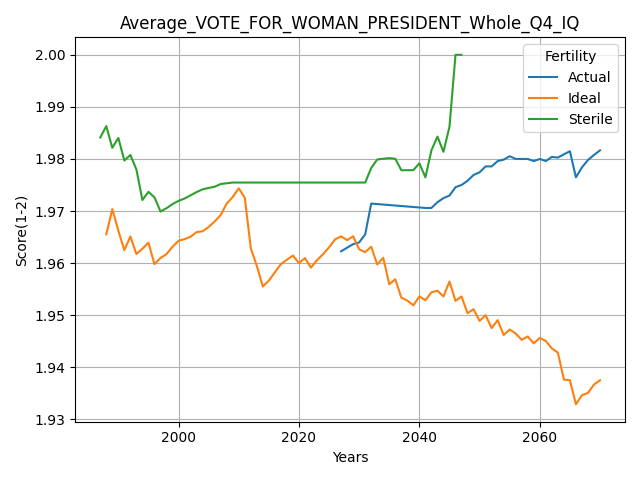 Average_VOTE_FOR_WOMAN_PRESIDENT_Whole_Q4_IQ
Fertility
Actual
Ideal
Sterile
Score(1-2)
2.00
1.99
1.98
1.97
1.96
1.95
1.94
1.93
2000
2020
2040
2060
Years